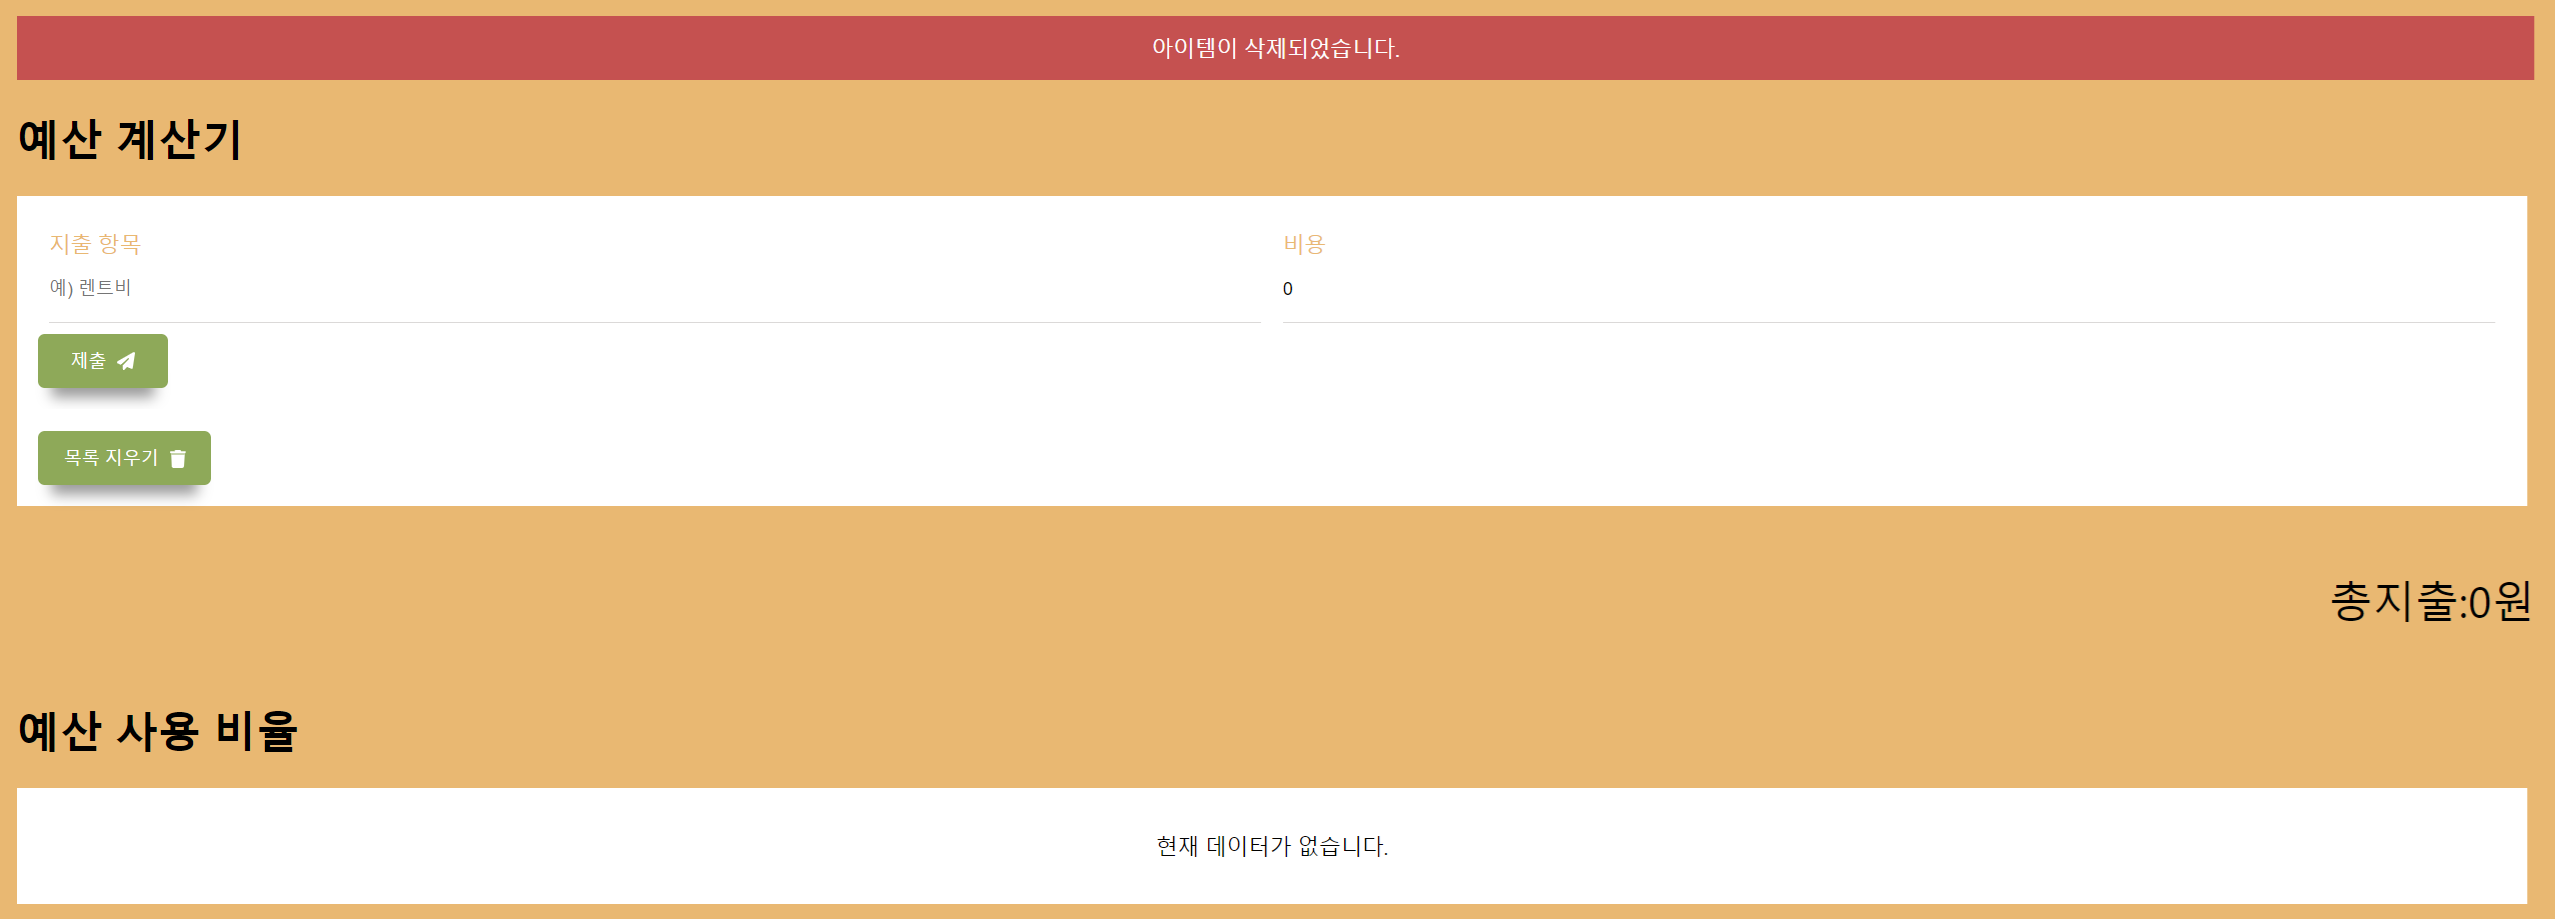 아이템이 삭제되었습니다.
예산 계산기
지출 항목
비용
예) 렌트비
0
제출
목록 지우기
총지출:0원
예산 사용 비율
현재 데이터가 없습니다.